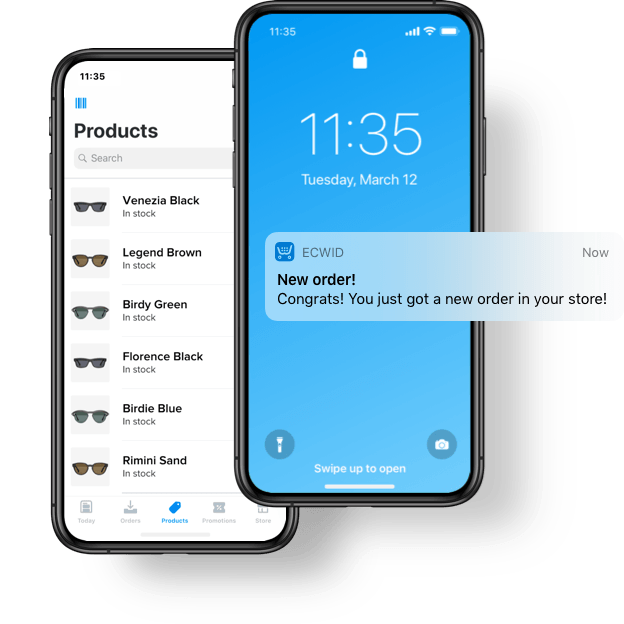 11:35
Products
Search
Venezia Black
In stock
Legend Brown
In stock
Birdy Green
In stock
Florence Black
In stock
Birdie Blue
In stock
Rimini Sand
In stock
Today
Orders
Products
Promotions
Store
11:35
11:35
Tuesday, March 12
ECWID
Now
New order!
Congrats! You just got a new order in your store!
Swipe up to open